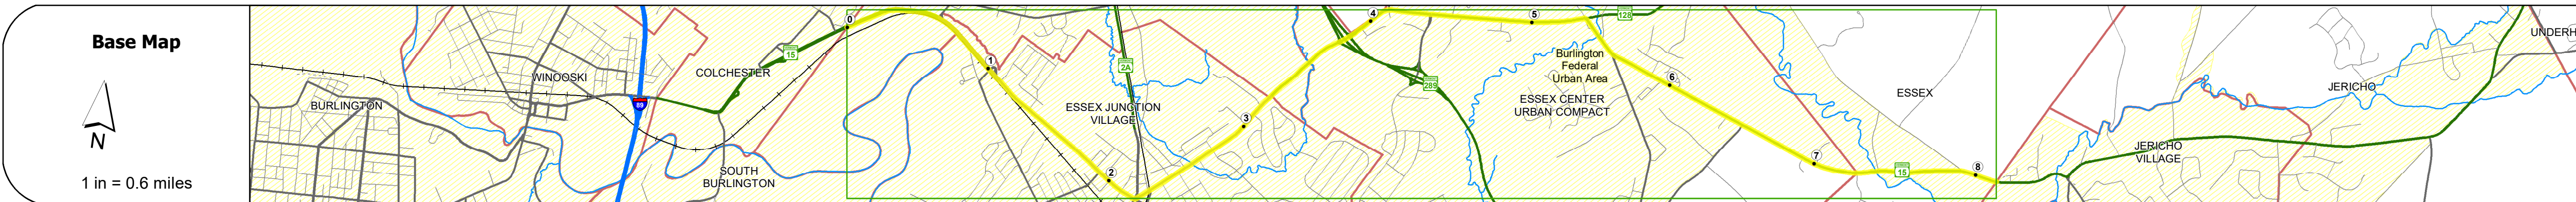 Base Map
N
1 in = 0.6 miles
BURLINGTON
WINOOSKI
89
COLCHESTER
15
SOUTH
BURLINGTON
0
1
2
2A
ESSEX JUNCTION
VILLAGE
3
4
289
5
128
Burlington
Federal
Urban Area
ESSEX CENTER
URBAN COMPACT
6
7
ESSEX
15
8
JERICHO
VILLAGE
JERICHO
UNDERH